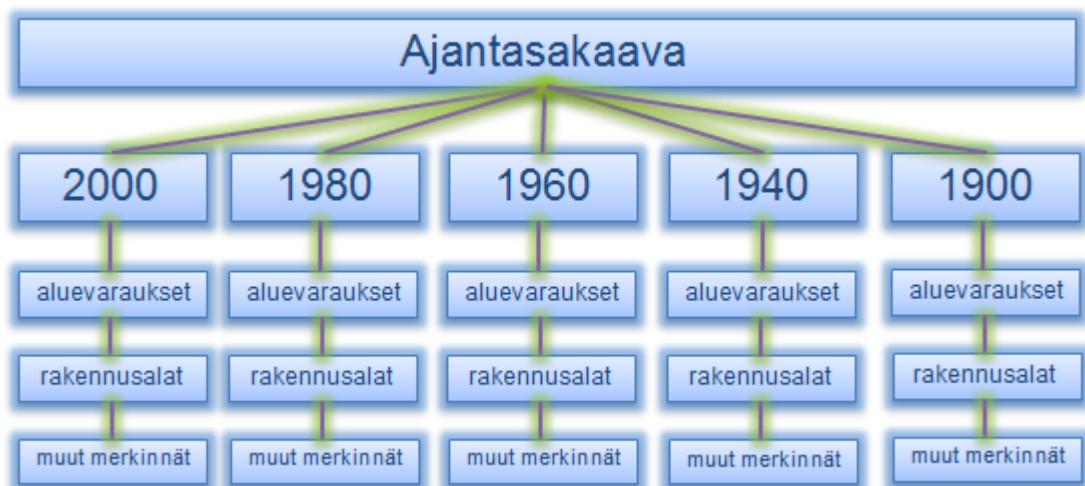 Ajantasakaava
2000 1980 1960 1940 1900
aluevaraukset aluevaraukset aluevaraukset aluevaraukset aluevaraukset
rakennusalat rakennusalat rakennusalat rakennusalat rakennusalat
muut merkinnät muut merkinnät muut merkinnät muut merkinnät muut merkinnät